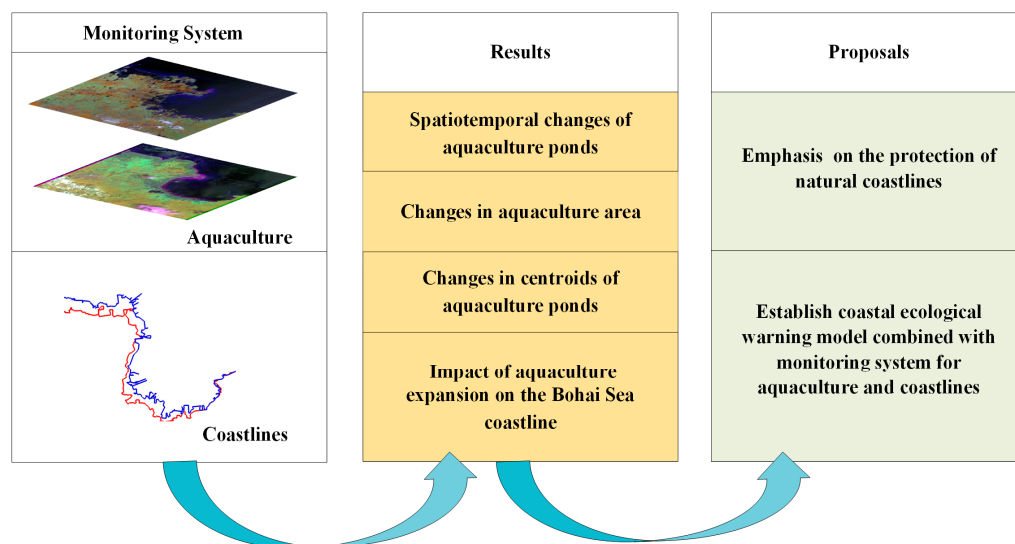 Monitoring System
Aquaculture
Coastlines
Results
Spatiotemporal changes of
aquaculture ponds
Changes in aquaculture area
Changes in centroids of
aquaculture ponds
Impact of aquaculture
expansion on the Bohai Sea
coastline
Proposals
Emphasis on the protection of
natural coastlines
Establish coastal ecological
warning model combined with
monitoring system for
aquaculture and coastlines